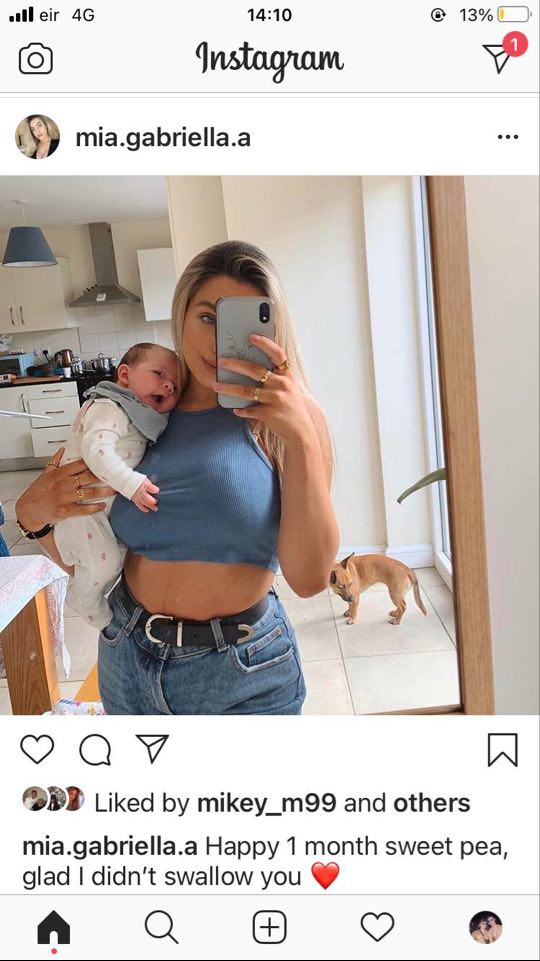 eir 4G 14:10 13%
Instagram
1
mia.gabriella.a
Liked by mikey_m99 and others
mia.gabriella.a Happy 1 month sweet pea,
glad I didn’t swallow you ❤️